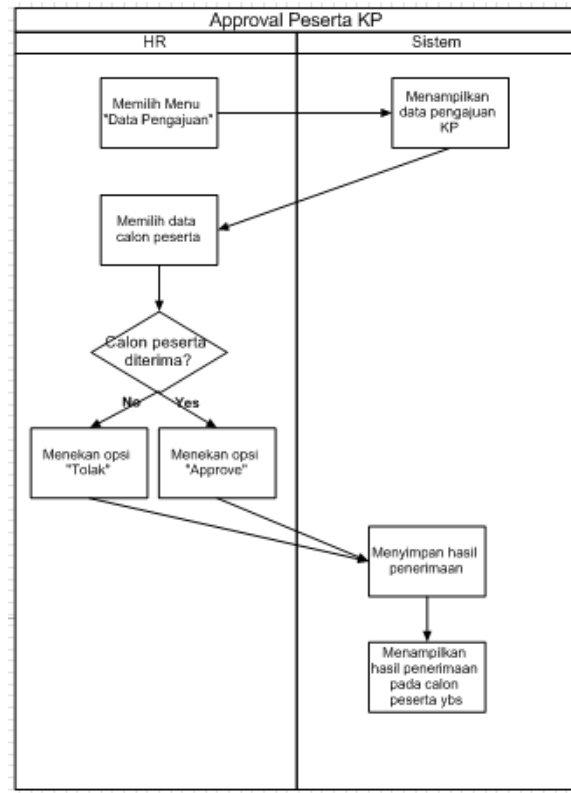 Approval Peserta KP
HR
Sistem
Memilih Menu
"Data Pengajuan"
Menampilkan
data pengajuan
KP
Memilih data
calon peserta
Calon peserta
diterima?
No
Yes
Menekan opsi
"Tolak"
Menekan opsi
"Approve"
Menyimpan hasil
penerimaan
Menampilkan
hasil penerimaan
pada calon
peserta ybs